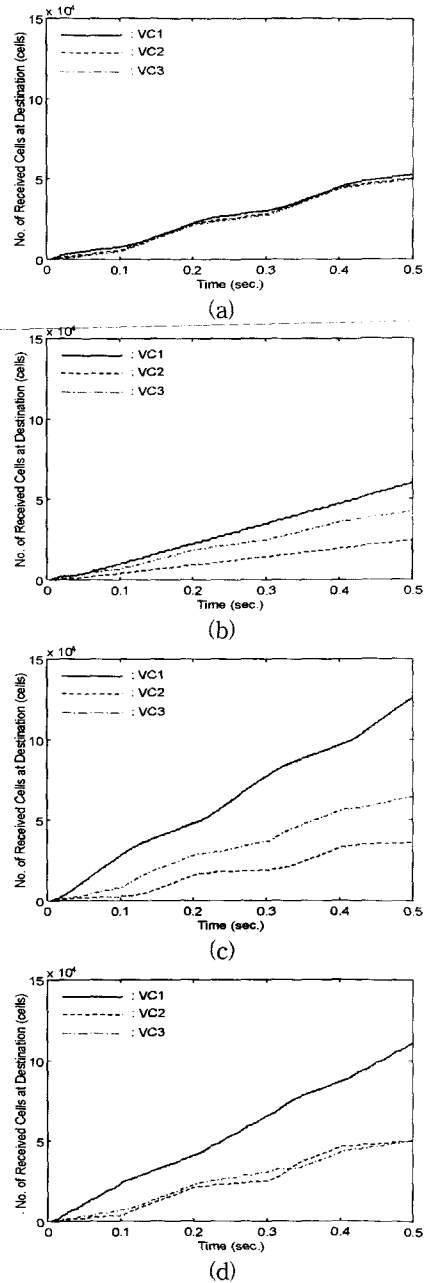 × 10⁴
15
10
5
0
No. of Received Cells at Destination (cells)
: VC1
: VC2
: VC3
0 0.1 0.2 0.3 0.4 0.5
Time (sec.)
(a)
× 10⁴
15
10
5
0
No. of Received Cells at Destination (cells)
: VC1
: VC2
: VC3
0 0.1 0.2 0.3 0.4 0.5
Time (sec.)
(b)
× 10⁴
15
10
5
0
No. of Received Cells at Destination (cells)
: VC1
: VC2
: VC3
0 0.1 0.2 0.3 0.4 0.5
Time (sec.)
(c)
× 10⁴
15
10
5
0
No. of Received Cells at Destination (cells)
: VC1
: VC2
: VC3
0 0.1 0.2 0.3 0.4 0.5
Time (sec.)
(d)